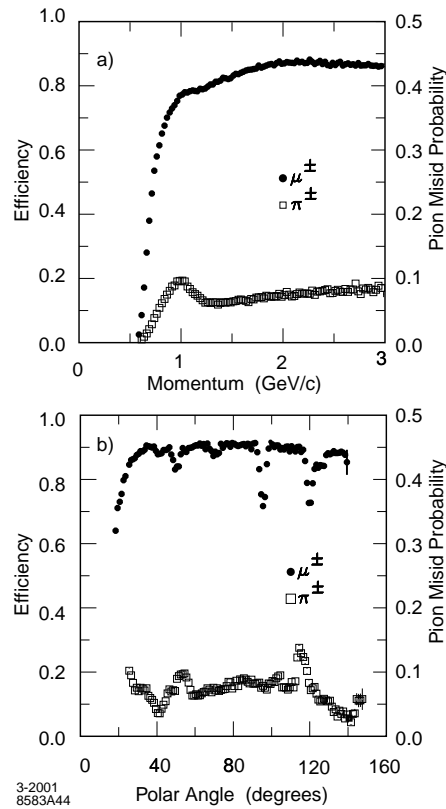 a)
Efficiency
1.0
0.8
0.6
0.4
0.2
0.0
Pion Misid Probability
0.5
0.4
0.3
0.2
0.1
0.0
μ±
π±
0 1 2 3
Momentum (GeV/c)
b)
Efficiency
1.0
0.8
0.6
0.4
0.2
0.0
Pion Misid Probability
0.5
0.4
0.3
0.2
0.1
0.0
μ±
π±
0 40 80 120 160
Polar Angle (degrees)
3-2001
8583A44